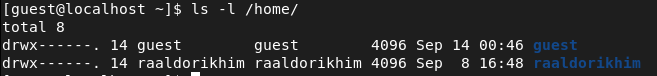 [guest@localhost ~]$ ls -l /home/
total 8
drwx------. 14 guest        guest        4096 Sep 14 00:46 guest
drwx------. 14 raaldorikhim raaldorikhim 4096 Sep  8 16:48 raaldorikhim